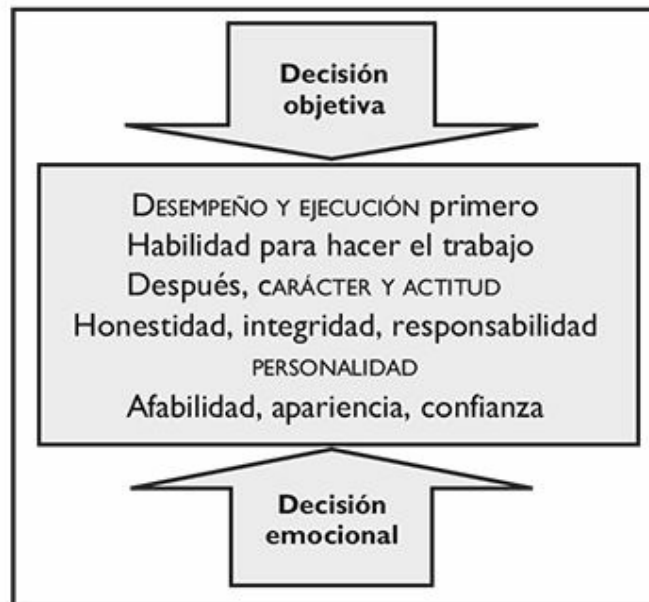 Decisión
objetiva
DESEMPEÑO Y EJECUCIÓN primero
Habilidad para hacer el trabajo
Después, CARÁCTER Y ACTITUD
Honestidad, integridad, responsabilidad
PERSONALIDAD
Afabilidad, apariencia, confianza
Decisión
emocional